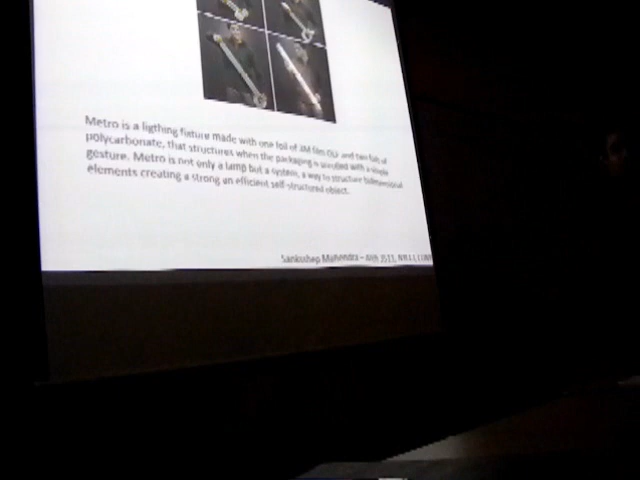 Metro is a ligthing fixture made with one foil of 3M film OLF and two foils of
polycarbonate, that structures when the packaging is unrolled with a simple
gesture. Metro is not only a lamp but a system, a way to structure bidimensional
elements creating a strong an efficient self-structured object.
Mahendra –